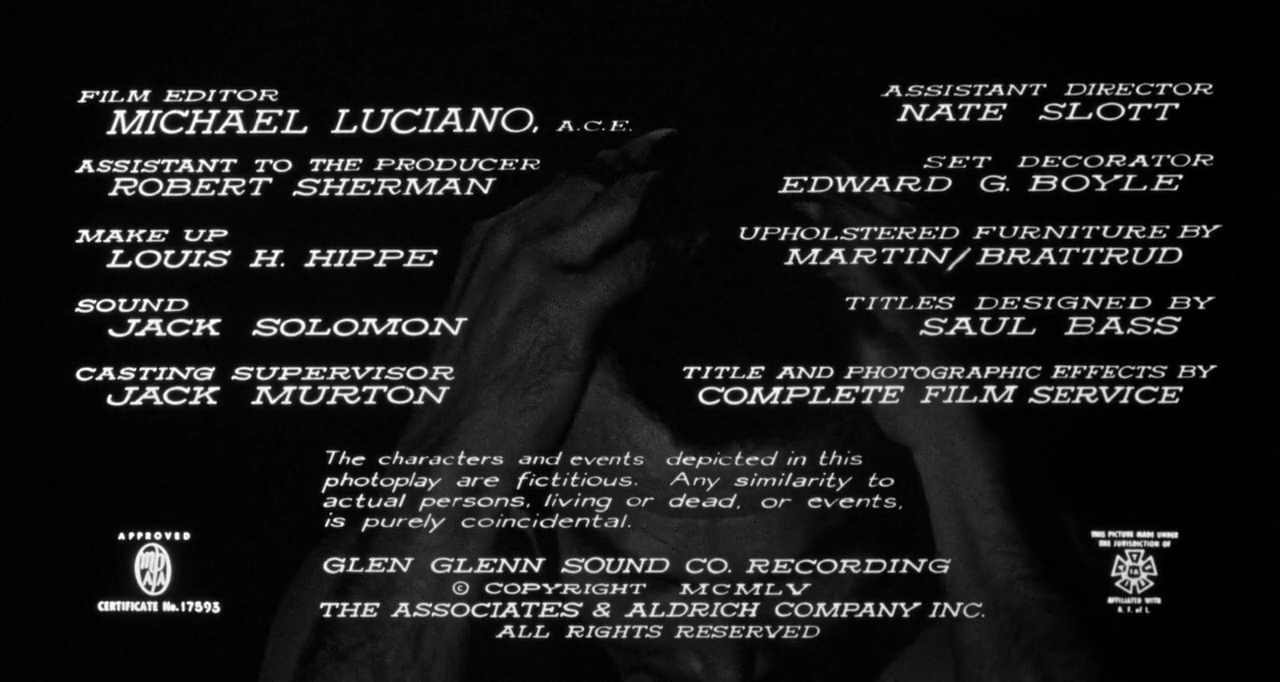 FILM EDITOR
MICHAEL LUCIANO, A.C.E.
ASSISTANT TO THE PRODUCER
ROBERT SHERMAN
MAKE UP
LOUIS H. HIPPE
SOUND
JACK SOLOMON
CASTING SUPERVISOR
JACK MURTON
ASSISTANT DIRECTOR
NATE SLOTT
SET DECORATOR
EDWARD G. BOYLE
UPHOLSTERED FURNITURE BY
MARTIN/BRATTRUD
TITLES DESIGNED BY
SAUL BASS
TITLE AND PHOTOGRAPHIC EFFECTS BY
COMPLETE FILM SERVICE
The characters and events depicted in this
photoplay are fictitious. Any similarity to
actual persons, living or dead, or events,
is purely coincidental.
APPROVED
MPAA
CERTIFICATE No. 17593
GLEN GLENN SOUND CO. RECORDING
© COPYRIGHT MCMLV
THE ASSOCIATES & ALDRICH COMPANY INC.
ALL RIGHTS RESERVED
THIS PICTURE MADE UNDER
THE JURISDICTION OF
AFFILIATED WITH
A. F. of L.